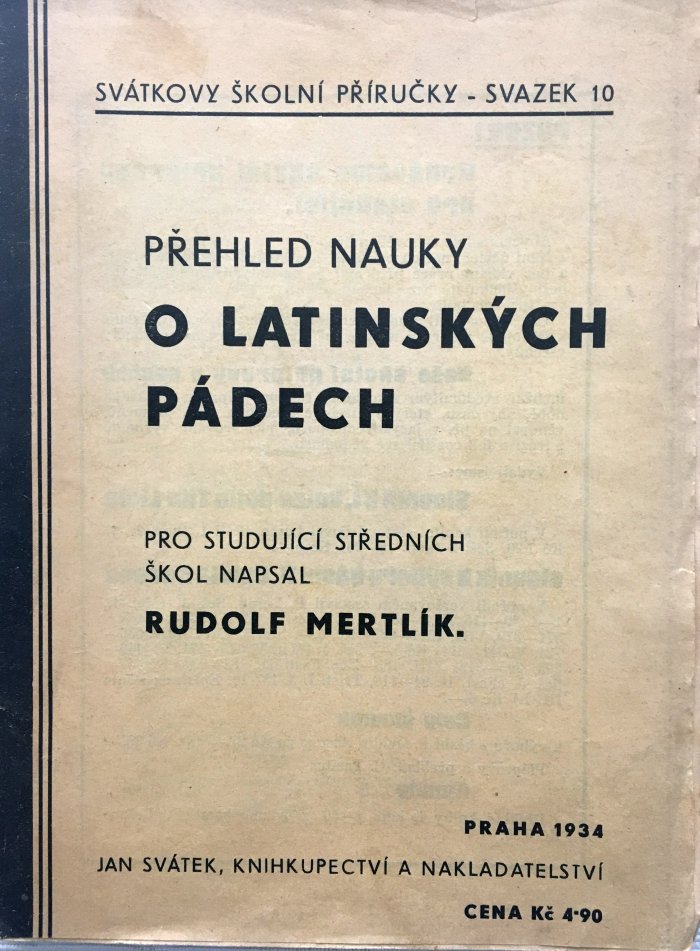 SVÁTKOVY ŠKOLNÍ PŘÍRUČKY - SVAZEK 10
PŘEHLED NAUKY
O LATINSKÝCH
PÁDECH
PRO STUDUJÍCÍ STŘEDNÍCH
ŠKOL NAPSAL
RUDOLF MERTLÍK.
PRAHA 1934
JAN SVÁTEK, KNIHKUPECTVÍ A NAKLADATELSTVÍ
CENA Kč 4·90